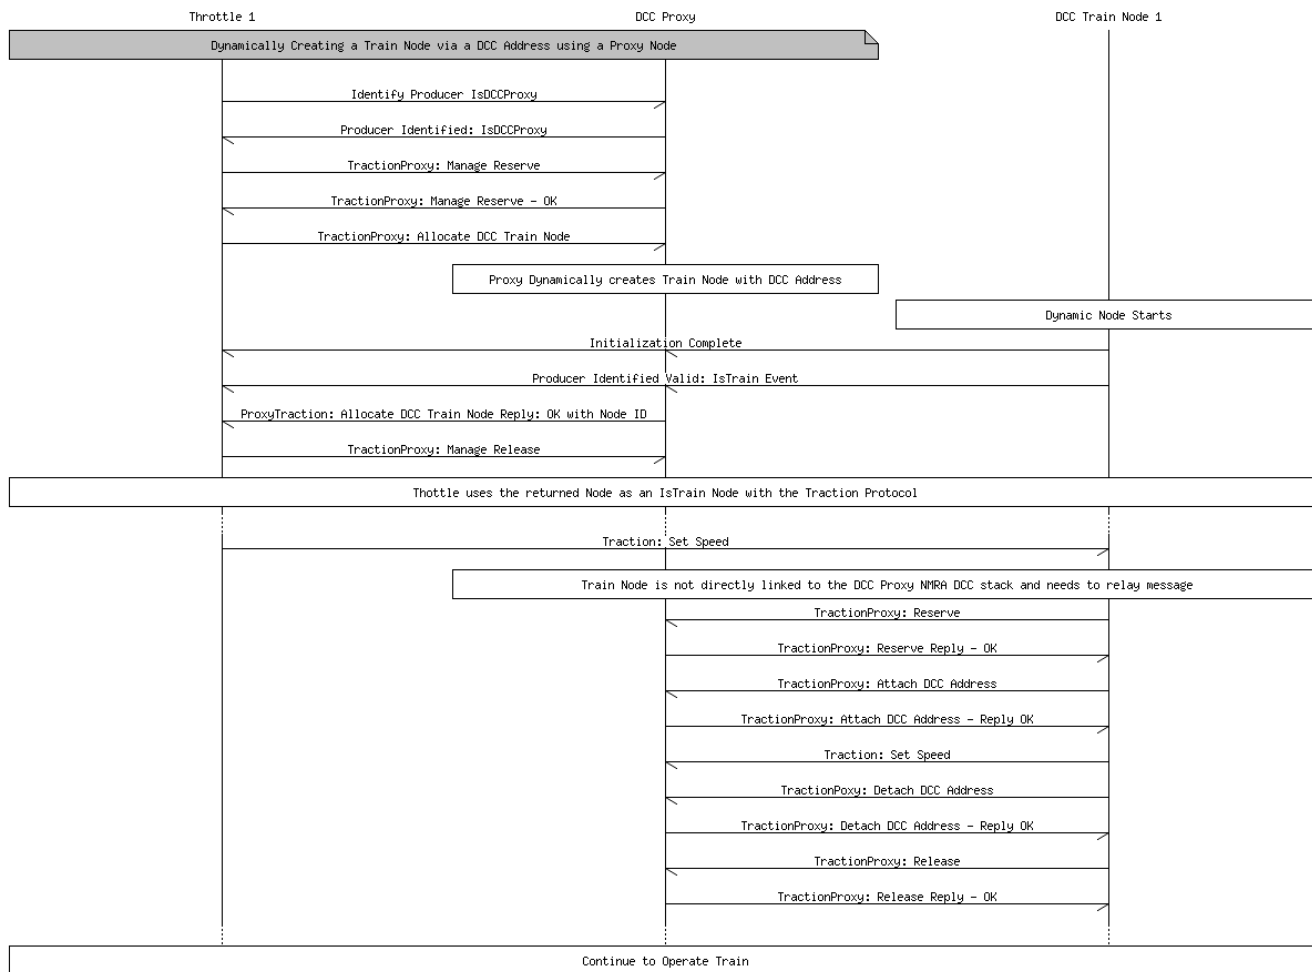 Throttle 1 DCC Proxy DCC Train Node 1
Dynamically Creating a Train Node via a DCC Address using a Proxy Node
Identify Producer IsDCCProxy
Producer Identified: IsDCCProxy
TractionProxy: Manage Reserve
TractionProxy: Manage Reserve - OK
TractionProxy: Allocate DCC Train Node
Proxy Dynamically creates Train Node with DCC Address
Dynamic Node Starts
Initialization Complete
Producer Identified Valid: IsTrain Event
ProxyTraction: Allocate DCC Train Node Reply: OK with Node ID
TractionProxy: Manage Release
Thottle uses the returned Node as an IsTrain Node with the Traction Protocol
Traction: Set Speed
Train Node is not directly linked to the DCC Proxy NMRA DCC stack and needs to relay message
TractionProxy: Reserve
TractionProxy: Reserve Reply - OK
TractionProxy: Attach DCC Address
TractionProxy: Attach DCC Address - Reply OK
Traction: Set Speed
TractionPoxy: Detach DCC Address
TractionProxy: Detach DCC Address - Reply OK
TractionProxy: Release
TractionProxy: Release Reply - OK
Continue to Operate Train